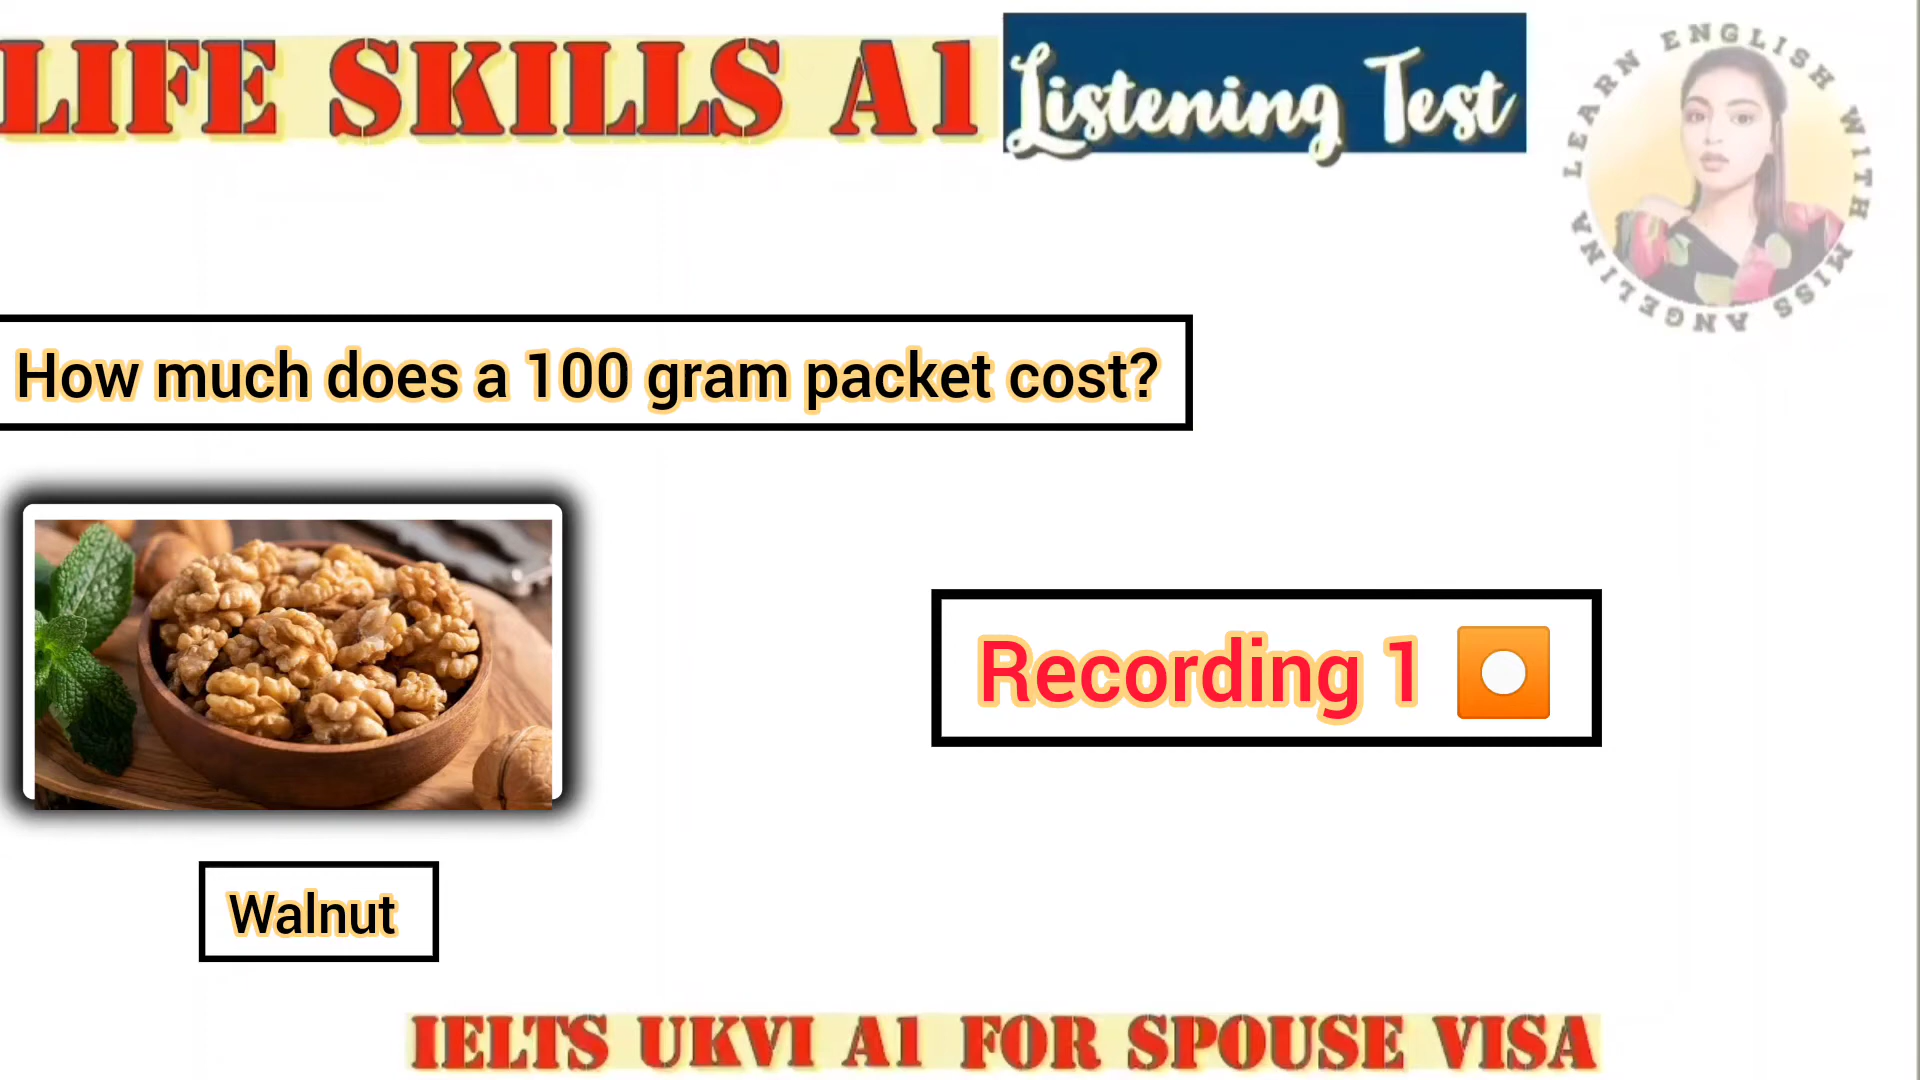 LIFE SKILLS A1 Listening Test
LEARN ENGLISH WITH MISS ANGELINA
How much does a 100 gram packet cost?
Recording 1
Walnut
IELTS UKVI A1 FOR SPOUSE VISA